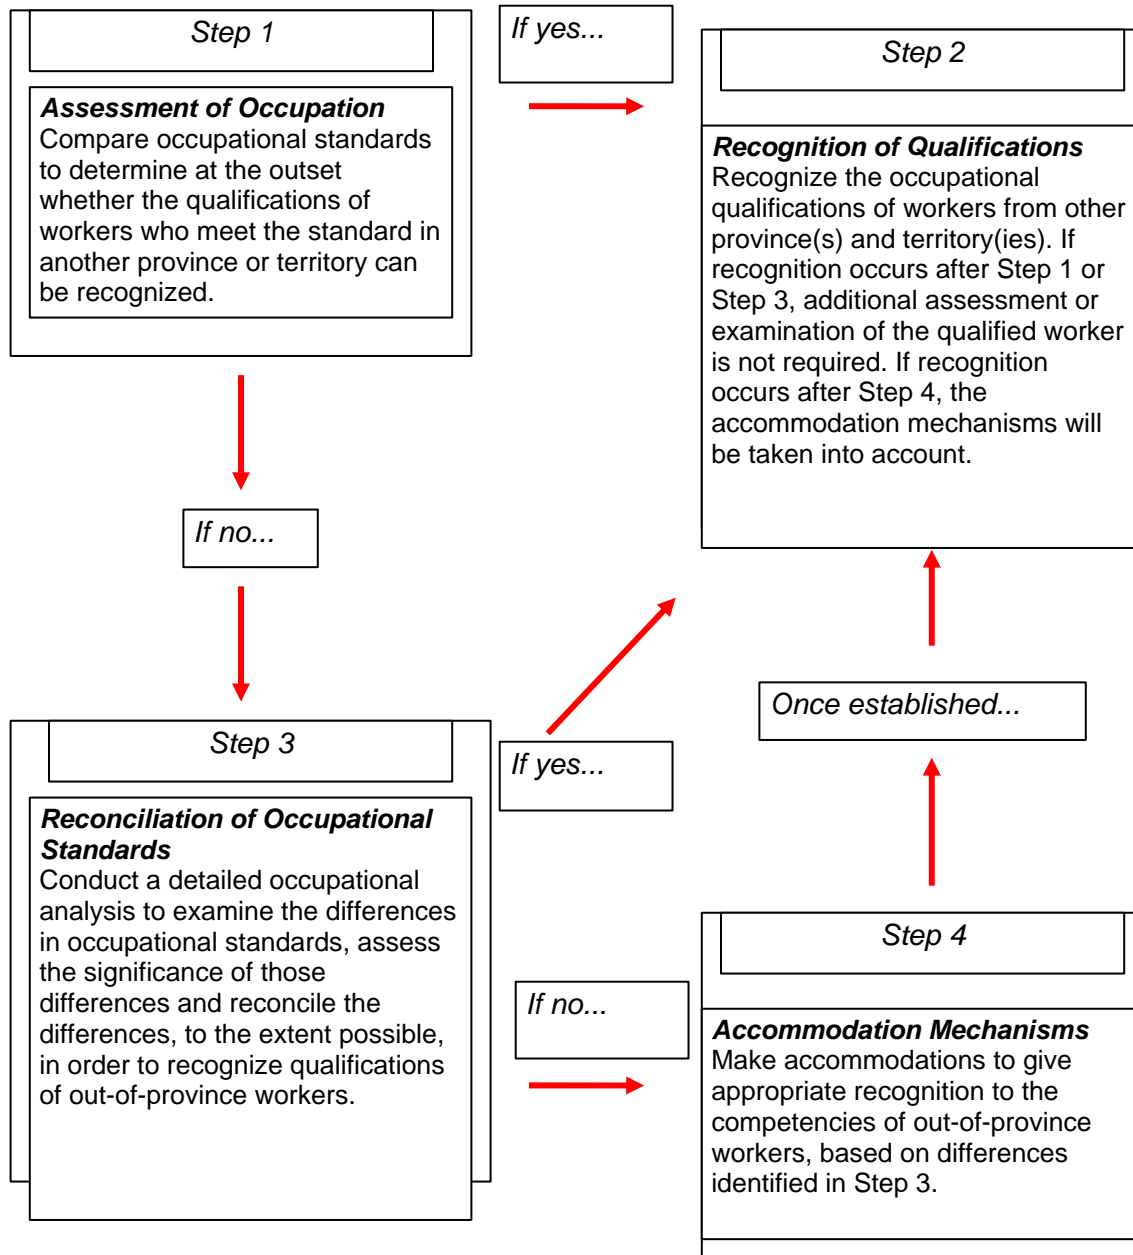 Step 1
Assessment of Occupation
Compare occupational standards
to determine at the outset
whether the qualifications of
workers who meet the standard in
another province or territory can
be recognized.
If yes...
Step 2
Recognition of Qualifications
Recognize the occupational
qualifications of workers from other
province(s) and territory(ies). If
recognition occurs after Step 1 or
Step 3, additional assessment or
examination of the qualified worker
is not required. If recognition
occurs after Step 4, the
accommodation mechanisms will
be taken into account.
If no...
Step 3
Reconciliation of Occupational
Standards
Conduct a detailed occupational
analysis to examine the differences
in occupational standards, assess
the significance of those
differences and reconcile the
differences, to the extent possible,
in order to recognize qualifications
of out-of-province workers.
If yes...
If no...
Once established...
Step 4
Accommodation Mechanisms
Make accommodations to give
appropriate recognition to the
competencies of out-of-province
workers, based on differences
identified in Step 3.